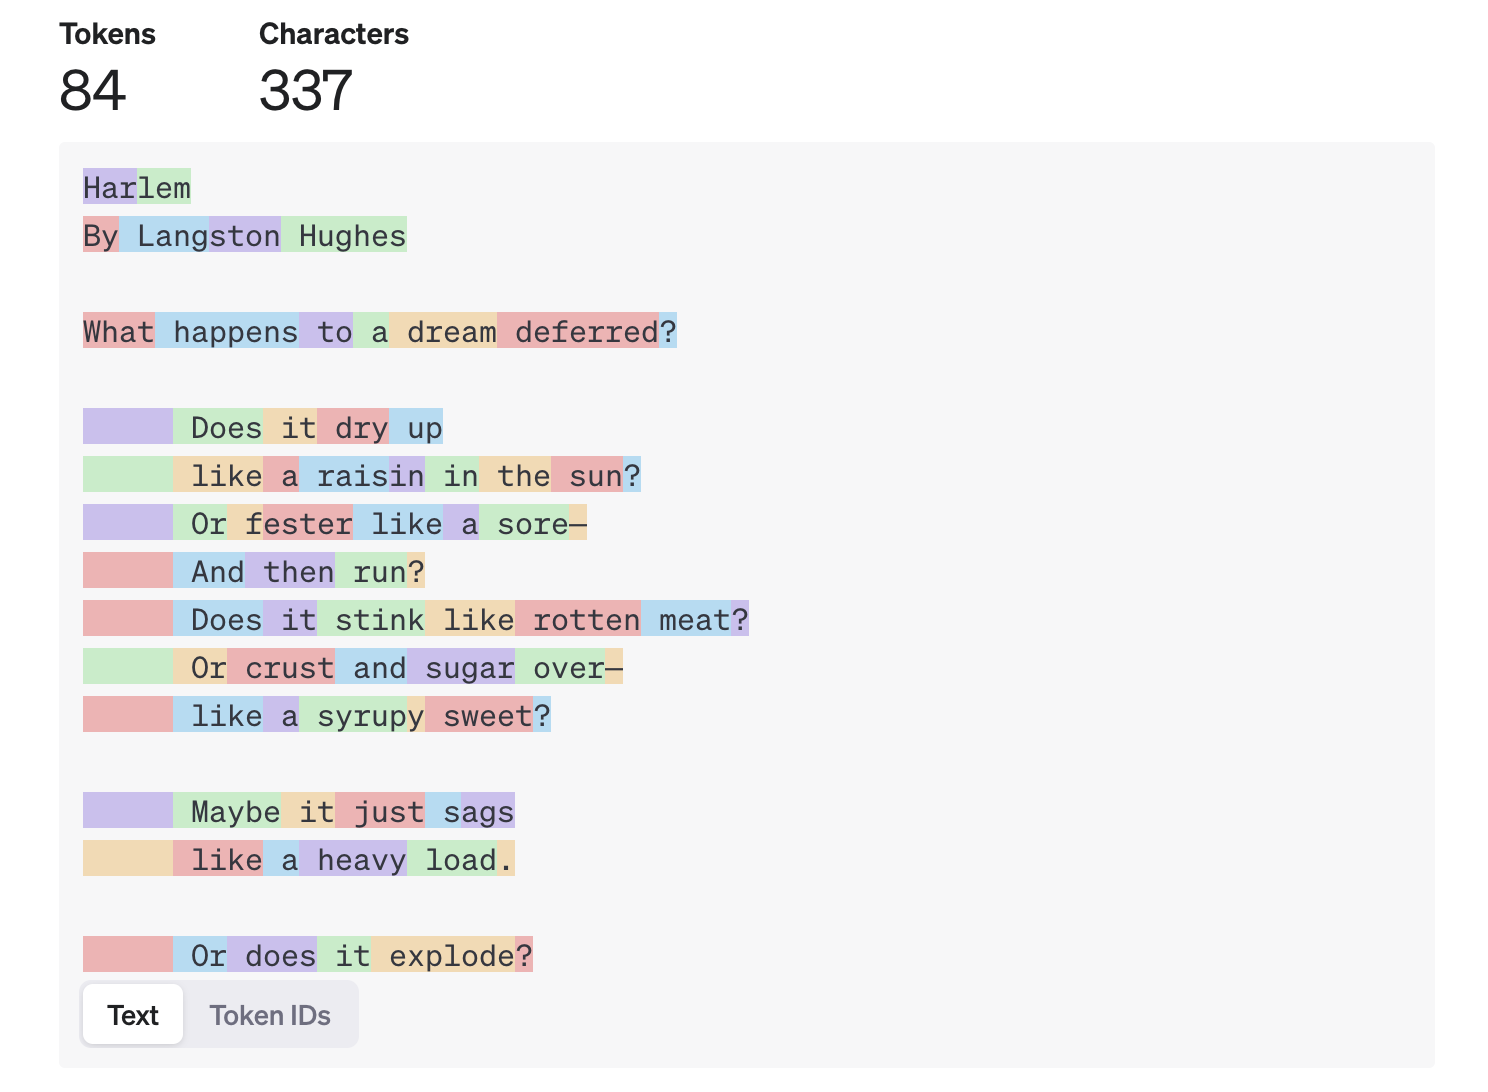 Tokens Characters
84 337
Harlem
By Langston Hughes

What happens to a dream deferred?

      Does it dry up
      like a raisin in the sun?
      Or fester like a sore—
      And then run?
      Does it stink like rotten meat?
      Or crust and sugar over—
      like a syrupy sweet?

      Maybe it just sags
      like a heavy load.

      Or does it explode?
Text Token IDs